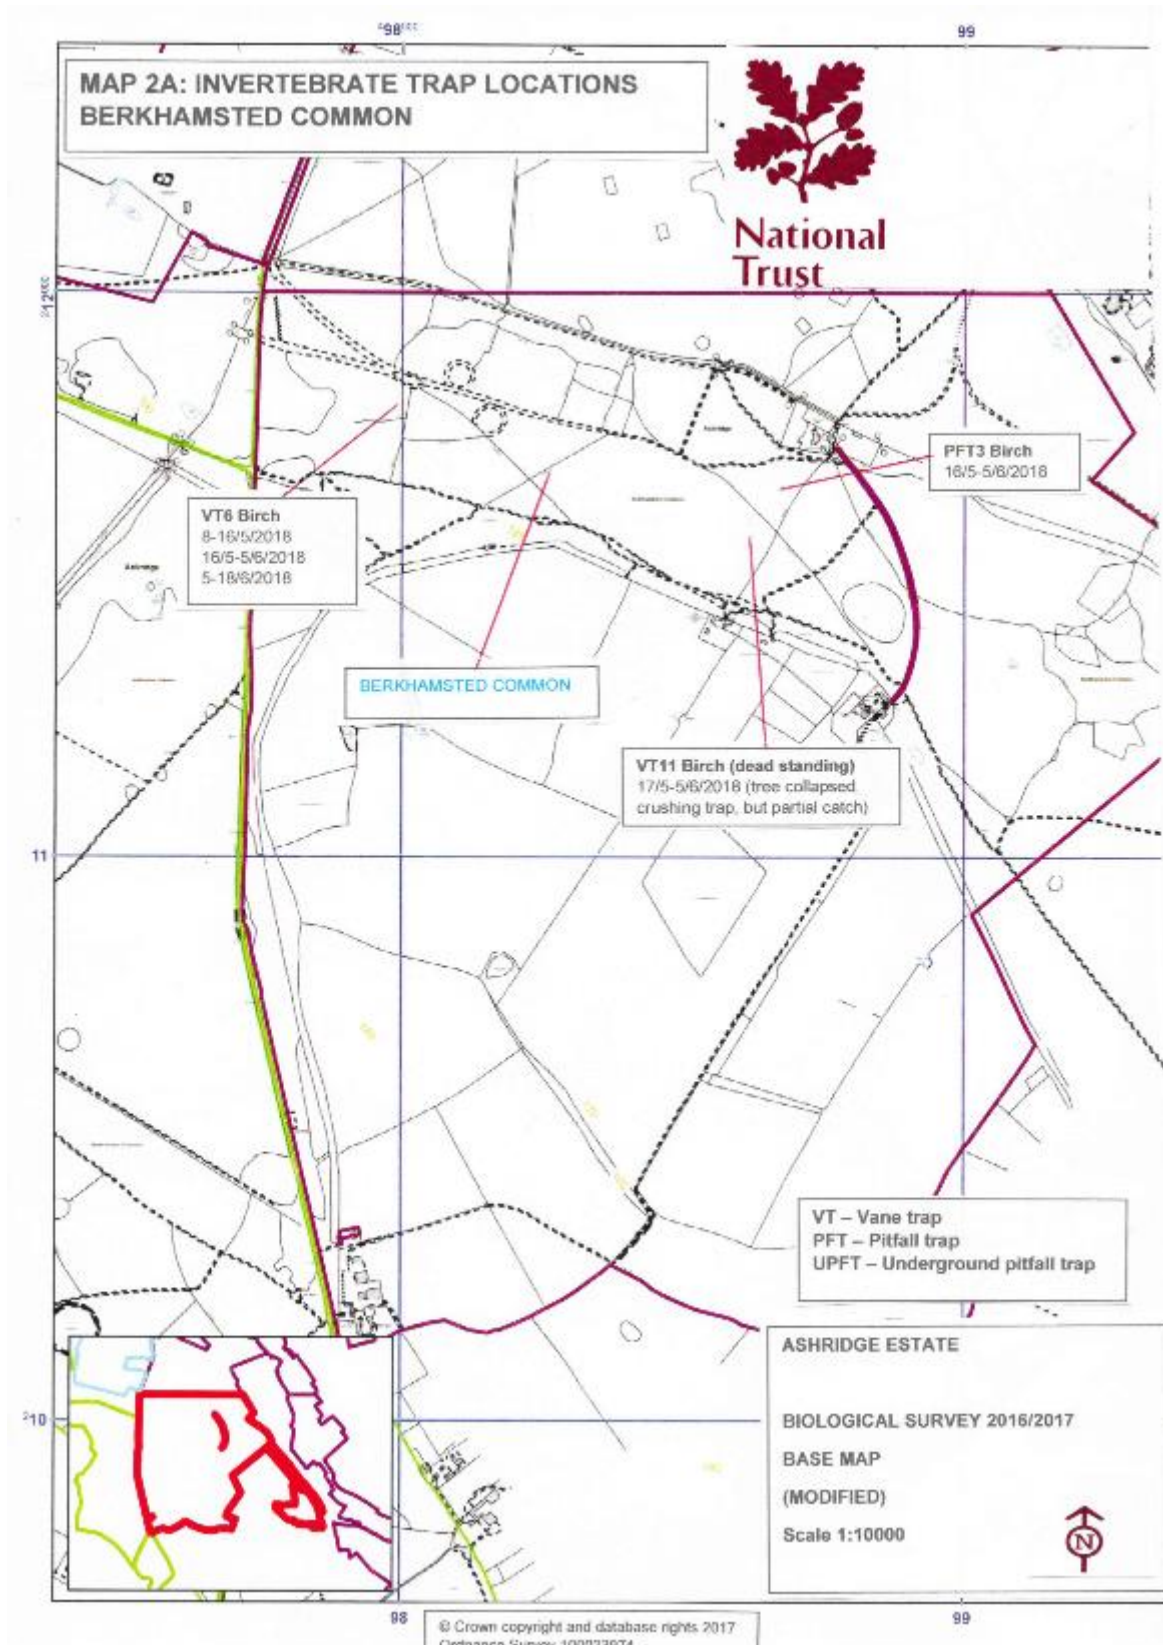 98
99
MAP 2A: INVERTEBRATE TRAP LOCATIONS
BERKHAMSTED COMMON
National
Trust
12
PFT3 Birch
16/5-5/6/2018
VT6 Birch
8-16/5/2018
16/5-5/6/2018
5-18/6/2018
Ashridge
Ashridge
BERKHAMSTED COMMON
VT11 Birch (dead standing)
17/5-5/6/2018 (tree collapsed
crushing trap, but partial catch)
11
VT – Vane trap
PFT – Pitfall trap
UPFT – Underground pitfall trap
10
ASHRIDGE ESTATE
BIOLOGICAL SURVEY 2016/2017
BASE MAP
(MODIFIED)
Scale 1:10000
N
98
99
© Crown copyright and database rights 2017